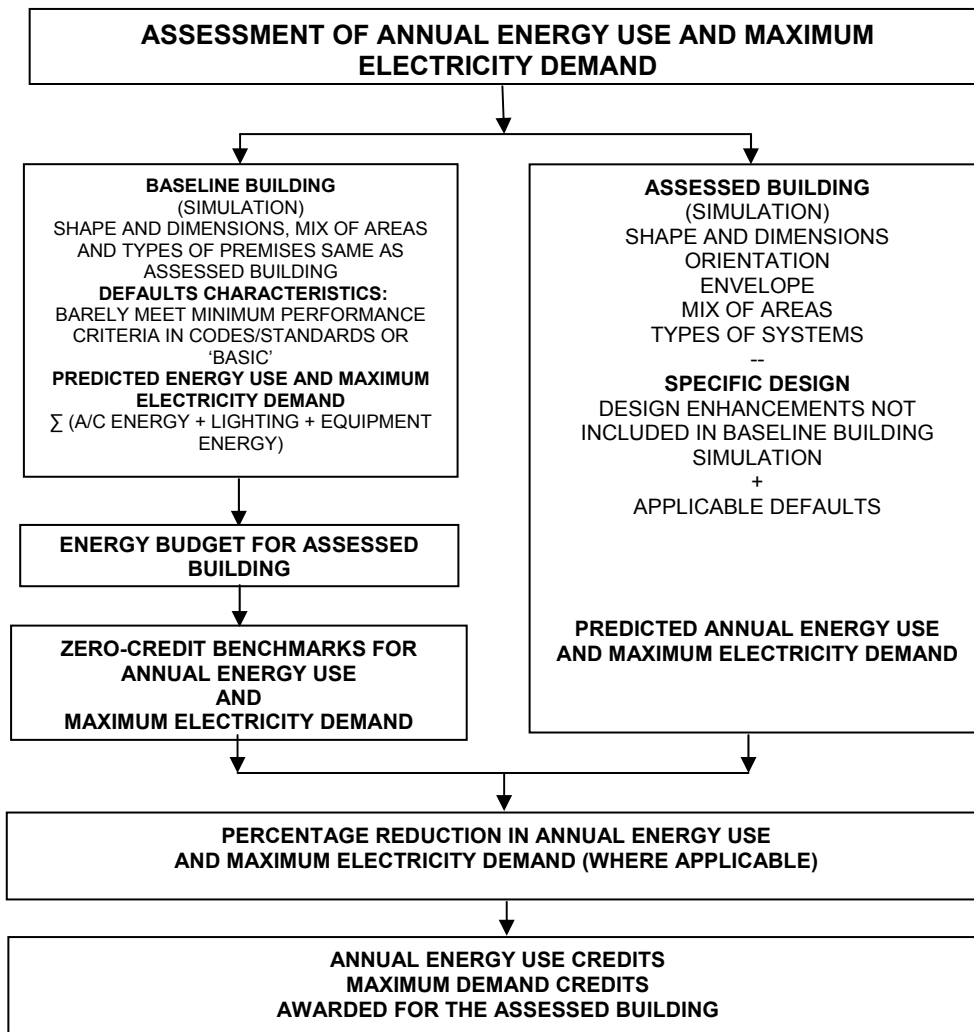 ASSESSMENT OF ANNUAL ENERGY USE AND MAXIMUM
ELECTRICITY DEMAND
BASELINE BUILDING
(SIMULATION)
SHAPE AND DIMENSIONS, MIX OF AREAS
AND TYPES OF PREMISES SAME AS
ASSESSED BUILDING
DEFAULTS CHARACTERISTICS:
BARELY MEET MINIMUM PERFORMANCE
CRITERIA IN CODES/STANDARDS OR
‘BASIC’
PREDICTED ENERGY USE AND MAXIMUM
ELECTRICITY DEMAND
∑ (A/C ENERGY + LIGHTING + EQUIPMENT
ENERGY)
ENERGY BUDGET FOR ASSESSED
BUILDING
ZERO-CREDIT BENCHMARKS FOR
ANNUAL ENERGY USE
AND
MAXIMUM ELECTRICITY DEMAND
ASSESSED BUILDING
(SIMULATION)
SHAPE AND DIMENSIONS
ORIENTATION
ENVELOPE
MIX OF AREAS
TYPES OF SYSTEMS
--
SPECIFIC DESIGN
DESIGN ENHANCEMENTS NOT
INCLUDED IN BASELINE BUILDING
SIMULATION
+
APPLICABLE DEFAULTS
PREDICTED ANNUAL ENERGY USE
AND MAXIMUM ELECTRICITY DEMAND
PERCENTAGE REDUCTION IN ANNUAL ENERGY USE
AND MAXIMUM ELECTRICITY DEMAND (WHERE APPLICABLE)
ANNUAL ENERGY USE CREDITS
MAXIMUM DEMAND CREDITS
AWARDED FOR THE ASSESSED BUILDING